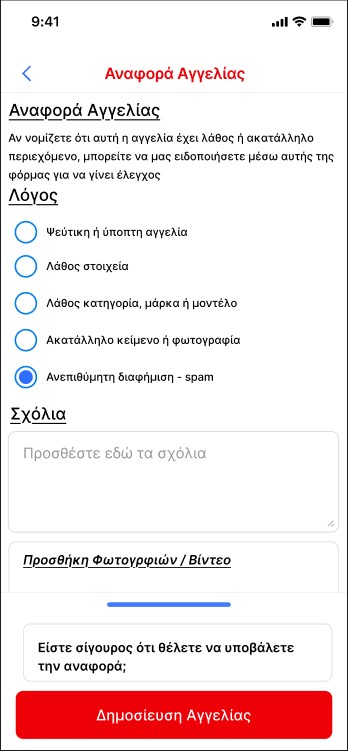 9:41
Αναφορά Αγγελίας
Αναφορά Αγγελίας
Αν νομίζετε ότι αυτή η αγγελία έχει λάθος ή ακατάλληλο
περιεχόμενο, μπορείτε να μας ειδοποιήσετε μέσω αυτής της
φόρμας για να γίνει έλεγχος
Λόγος
Ψεύτικη ή ύποπτη αγγελία
Λάθος στοιχεία
Λάθος κατηγορία, μάρκα ή μοντέλο
Ακατάλληλο κείμενο ή φωτογραφία
Ανεπιθύμητη διαφήμιση - spam
Σχόλια
Προσθέστε εδώ τα σχόλια
Προσθήκη Φωτογρφιών / Βίντεο
Είστε σίγουρος ότι θέλετε να υποβάλετε
την αναφορά;
Δημοσίευση Αγγελίας